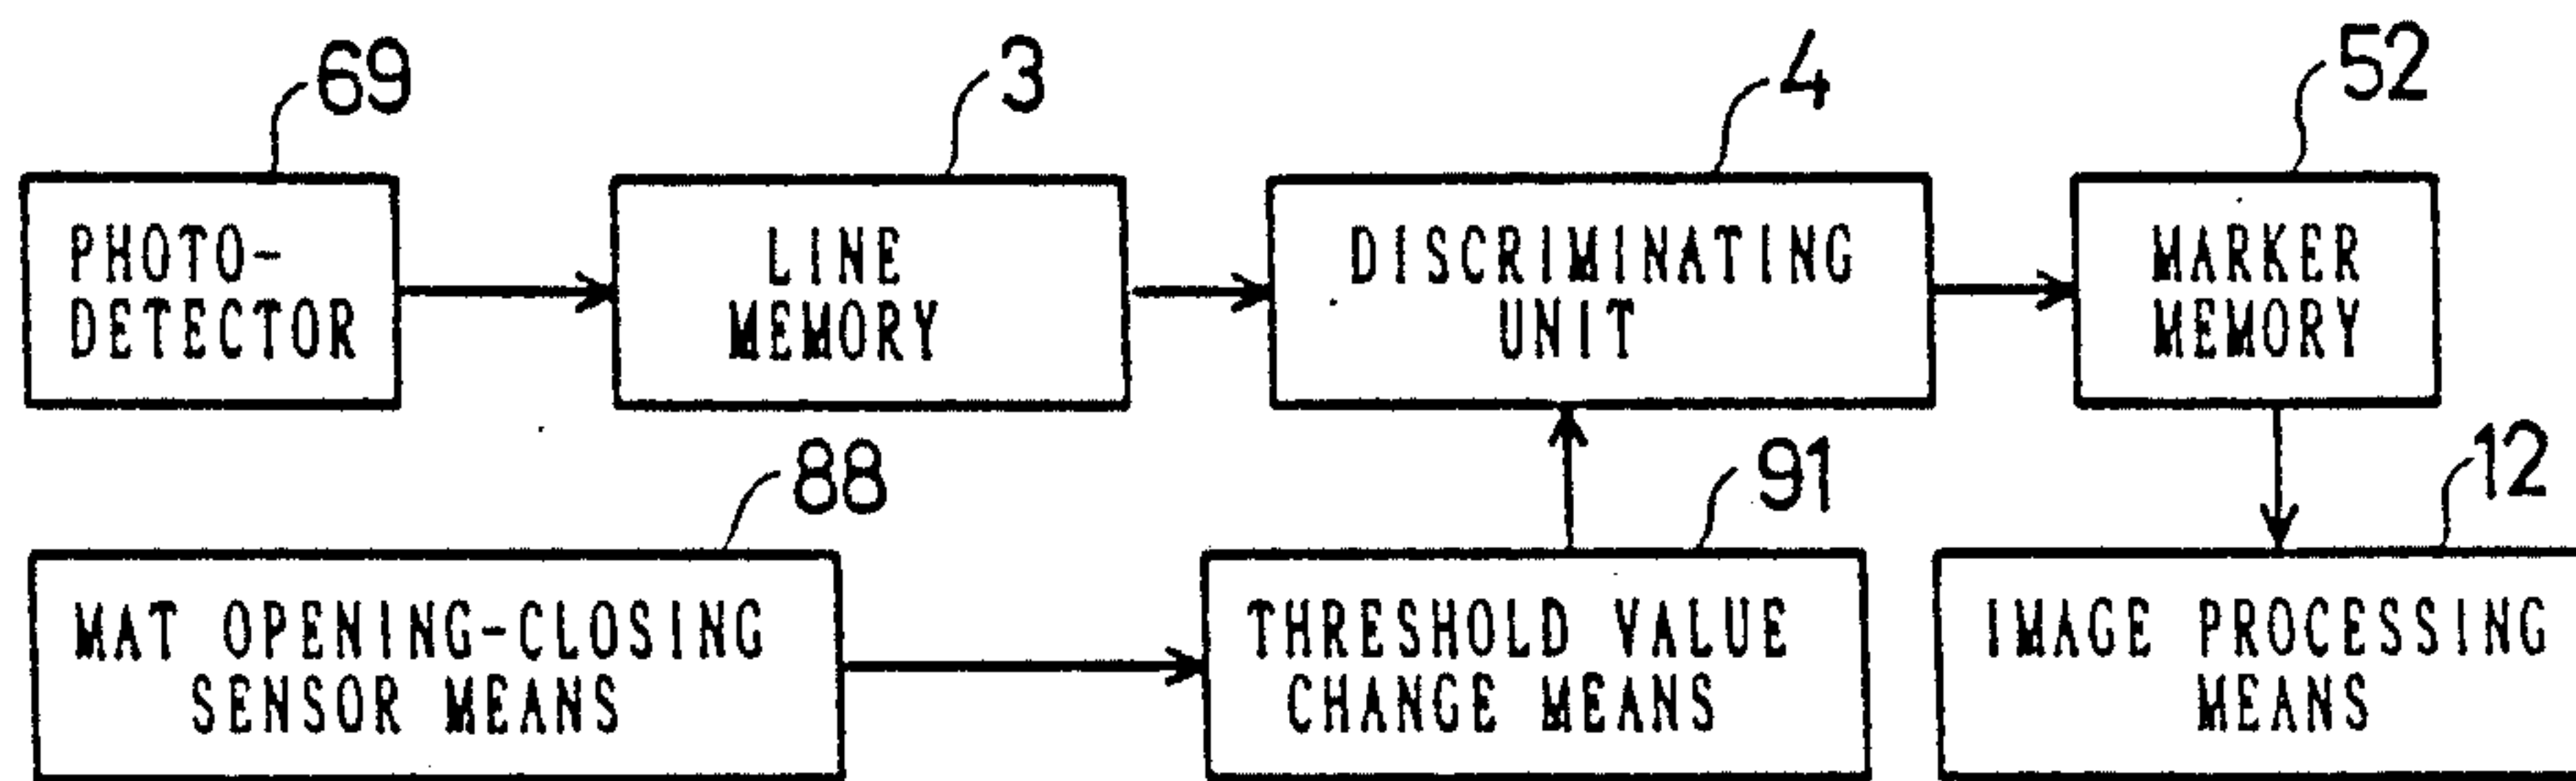 69
3
4
52
PHOTO-
DETECTOR
LINE
MEMORY
DISCRIMINATING
UNIT
MARKER
MEMORY
88
91
12
MAT OPENING-CLOSING
SENSOR MEANS
THRESHOLD VALUE
CHANGE MEANS
IMAGE PROCESSING
MEANS